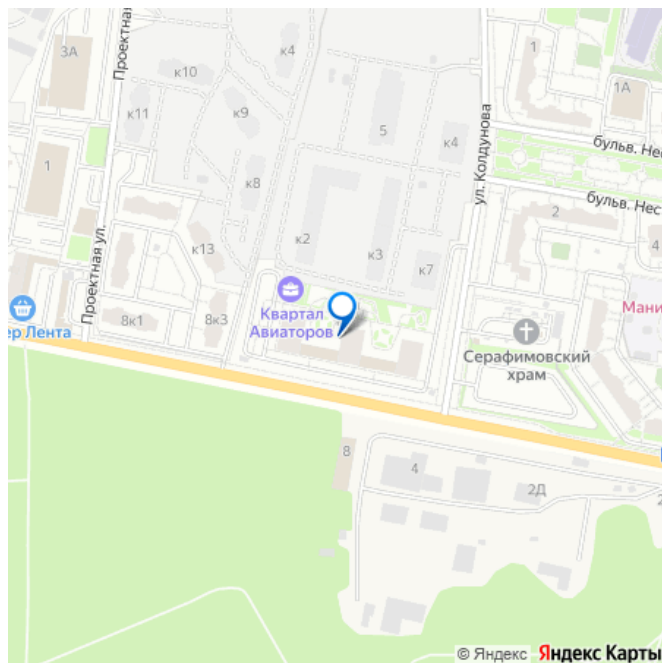 3А
Проектная
к4
к10
к11
к9
5
к4
ул. Колдунова
1
1А
бульв. Нес
1
к8
бульв. Нес
2
4
Проектная ул.
к13
к2
к3
к7
ер Лента
8к1
8к3
Квартал
Авиаторов
Серафимовский
храм
Мани
8
4
2Д
2
© Яндекс Яндекс Карты